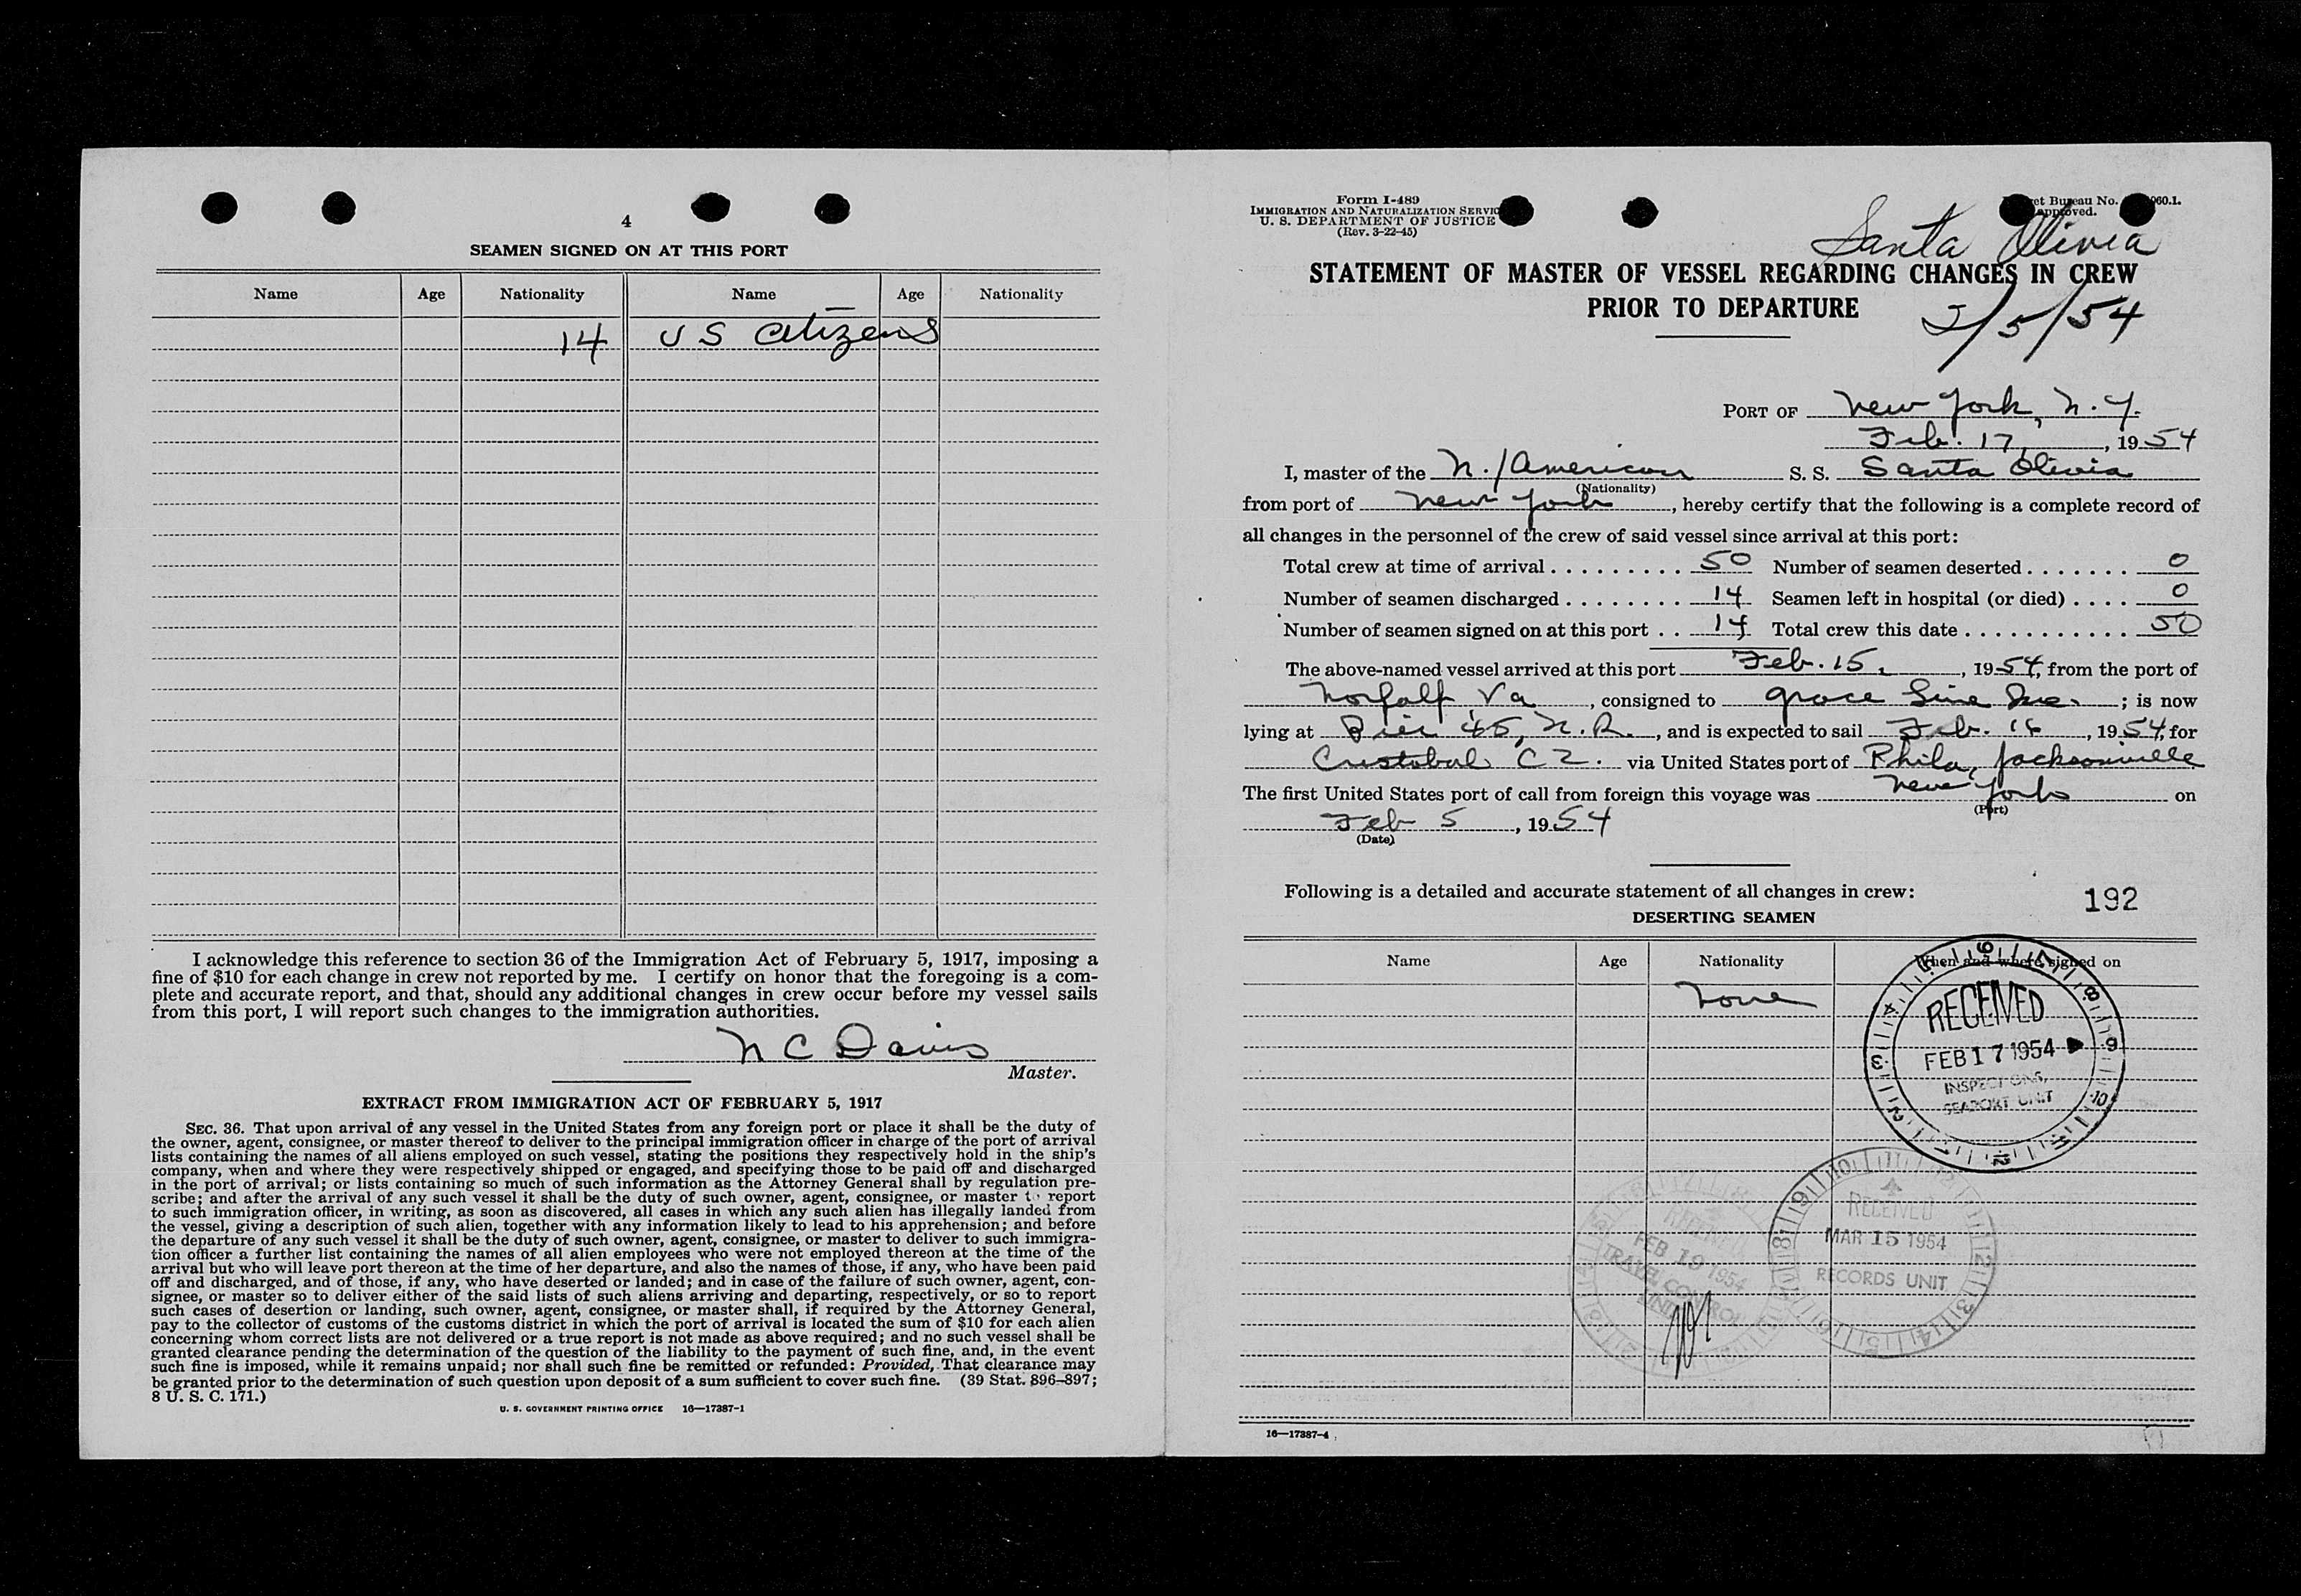 4
SEAMEN SIGNED ON AT THIS PORT
Name Age Nationality Name Age Nationality
14 US Citizens
I acknowledge this reference to section 36 of the Immigration Act of February 5, 1917, imposing a
fine of $10 for each change in crew not reported by me. I certify on honor that the foregoing is a com-
plete and accurate report, and that, should any additional changes in crew occur before my vessel sails
from this port, I will report such changes to the immigration authorities.
N C Davis
Master.
EXTRACT FROM IMMIGRATION ACT OF FEBRUARY 5, 1917
SEC. 36. That upon arrival of any vessel in the United States from any foreign port or place it shall be the duty of
the owner, agent, consignee, or master thereof to deliver to the principal immigration officer in charge of the port of arrival
lists containing the names of all aliens employed on such vessel, stating the positions they respectively hold in the ship's
company, when and where they were respectively shipped or engaged, and specifying those to be paid off and discharged
in the port of arrival; or lists containing so much of such information as the Attorney General shall by regulation pre-
scribe; and after the arrival of any such vessel it shall be the duty of such owner, agent, consignee, or master to report
to such immigration officer, in writing, as soon as discovered, all cases in which any such alien has illegally landed from
the vessel, giving a description of such alien, together with any information likely to lead to his apprehension; and before
the departure of any such vessel it shall be the duty of such owner, agent, consignee, or master to deliver to such immigra-
tion officer a further list containing the names of all alien employees who were not employed thereon at the time of the
arrival but who will leave port thereon at the time of her departure, and also the names of those, if any, who have been paid
off and discharged, and of those, if any, who have deserted or landed; and in case of the failure of such owner, agent, con-
signee, or master so to deliver either of the said lists of such aliens arriving and departing, respectively, or so to report
such cases of desertion or landing, such owner, agent, consignee, or master shall, if required by the Attorney General,
pay to the collector of customs of the customs district in which the port of arrival is located the sum of $10 for each alien
concerning whom correct lists are not delivered or a true report is not made as above required; and no such vessel shall be
granted clearance pending the determination of the question of the liability to the payment of such fine, and, in the event
such fine is imposed, while it remains unpaid; nor shall such fine be remitted or refunded: Provided, That clearance may
be granted prior to the determination of such question upon deposit of a sum sufficient to cover such fine. (39 Stat. 896-897;
8 U. S. C. 171.)
U. S. GOVERNMENT PRINTING OFFICE 16—17387-1
Form I-489
IMMIGRATION AND NATURALIZATION SERVIC
U. S. DEPARTMENT OF JUSTICE
(Rev. 3-22-45)
et Bureau No. 060.1.
approved.
Santa Olivia
STATEMENT OF MASTER OF VESSEL REGARDING CHANGES IN CREW
PRIOR TO DEPARTURE
2/5/54
PORT OF New York, N.Y.
Feb. 17, 1954
I, master of the N./American S. S. Santa Olivia
(Nationality)
from port of New York, hereby certify that the following is a complete record of
all changes in the personnel of the crew of said vessel since arrival at this port:
Total crew at time of arrival . . . . . . . . . 50 Number of seamen deserted . . . . . . . 0
Number of seamen discharged . . . . . . . . 14 Seamen left in hospital (or died) . . . . 0
Number of seamen signed on at this port . . 14 Total crew this date . . . . . . . . . . . 50
The above-named vessel arrived at this port Feb. 15, 1954, from the port of
Norfolf Va, consigned to Grace Line Inc. ; is now
lying at Pier 45, N.R., and is expected to sail Feb. , 1954, for
Cristobal CZ. via United States port of Phila, Jacksonville
The first United States port of call from foreign this voyage was New York on
(Port)
Feb 5, 1954
(Date)
Following is a detailed and accurate statement of all changes in crew:
192
DESERTING SEAMEN
Name Age Nationality When and where signed on
None
RECEIVED
FEB 17 1954
INSPECTIONS,
SEAPORT UNIT
RECEIVED
FEB 19 1954
TRAVEL CONTROL
UNIT
RECEIVED
MAR 15 1954
RECORDS UNIT
16—17387-4